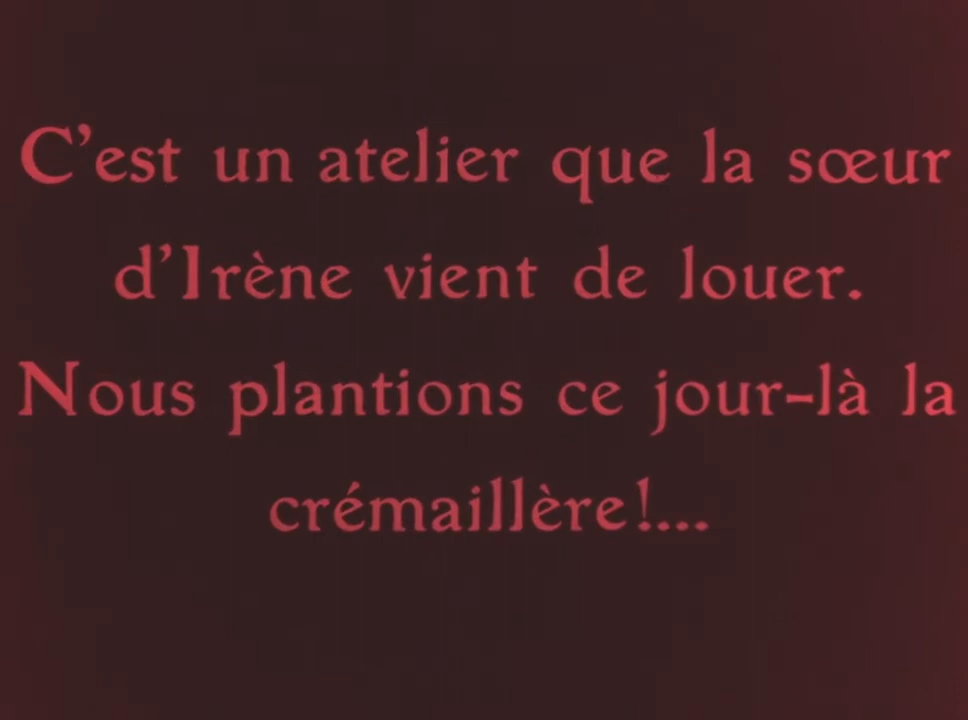 C'est un atelier que la sœur
d'Irène vient de louer.
Nous plantions ce jour-là la
crémaillère!...